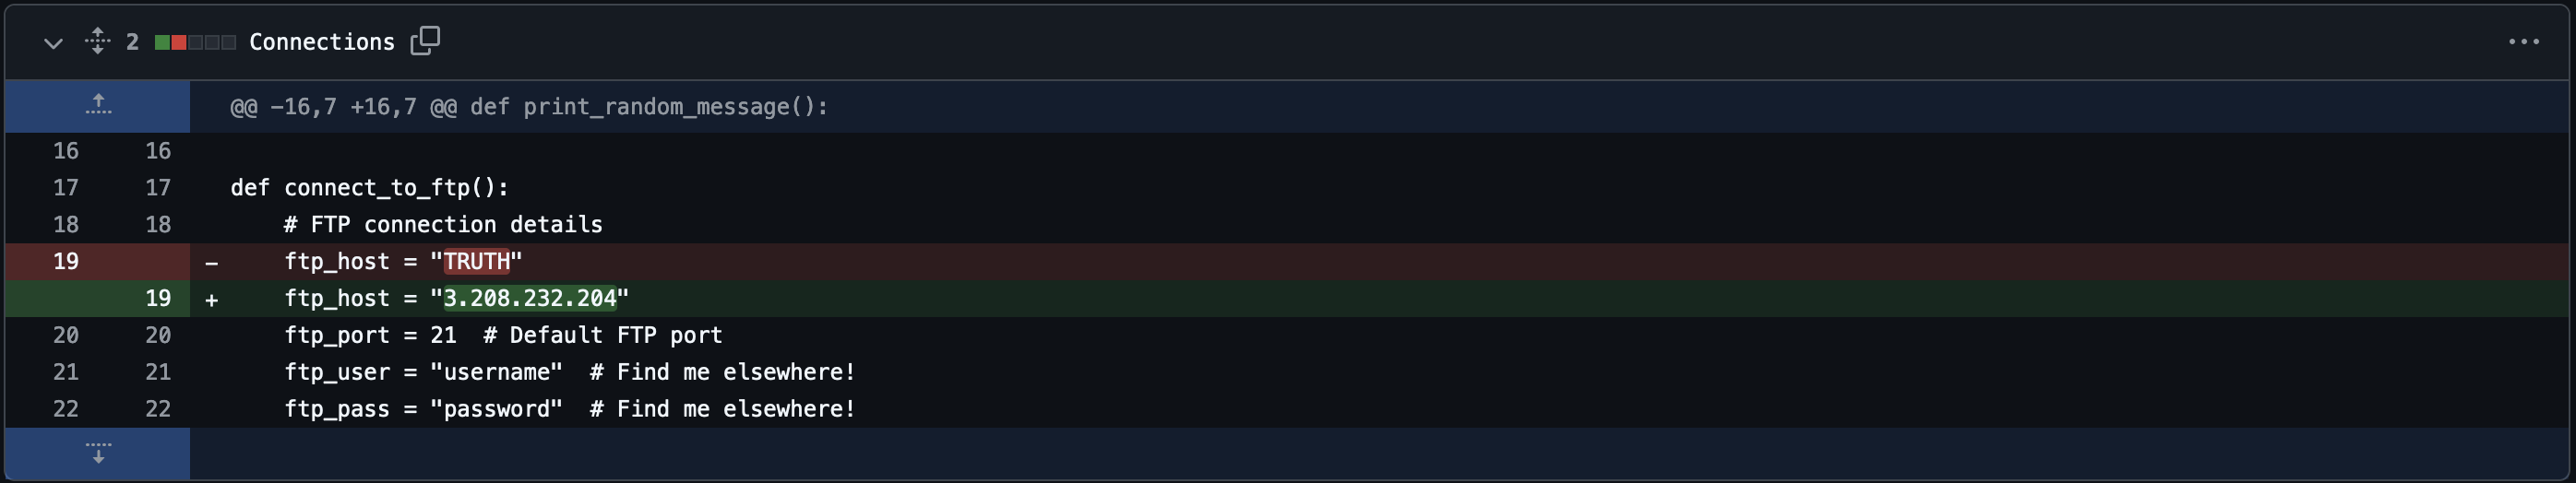 2 Connections
@@ -16,7 +16,7 @@ def print_random_message():
16 16
17 17 def connect_to_ftp():
18 18 # FTP connection details
19 - ftp_host = "TRUTH"
19 + ftp_host = "3.208.232.204"
20 20 ftp_port = 21 # Default FTP port
21 21 ftp_user = "username" # Find me elsewhere!
22 22 ftp_pass = "password" # Find me elsewhere!